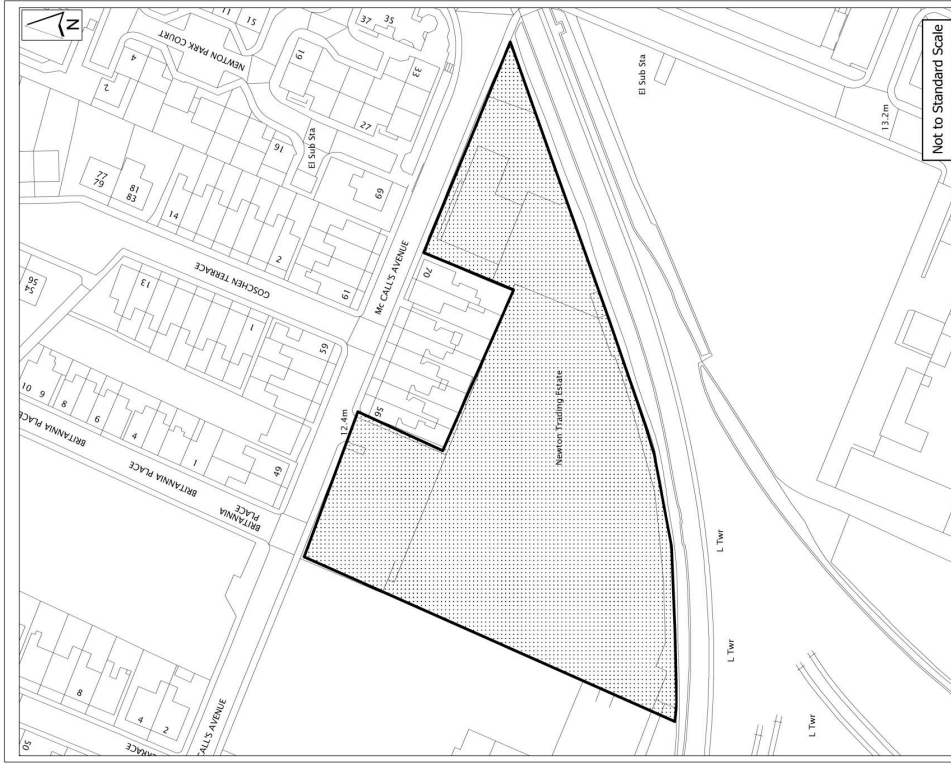 N
11
15
37
35
NEWTON PARK COURT
4
2
19
33
27
16
El Sub Sta
El Sub Sta
13.2m
Not to Standard Scale
77
79
81
83
14
2
69
61
GOSCHEN TERRACE
Mc CALL'S AVENUE
70
54
56
13
1
59
56
12.4m
10
9
8
6
4
1
49
BRITANNIA PLACE
BRITANNIA PLACE
BRITANNIA
PLACE
Newton Trading Estate
8
4
2
50
TERRACE
CALL'S AVENUE
L Twr
L Twr
L Twr